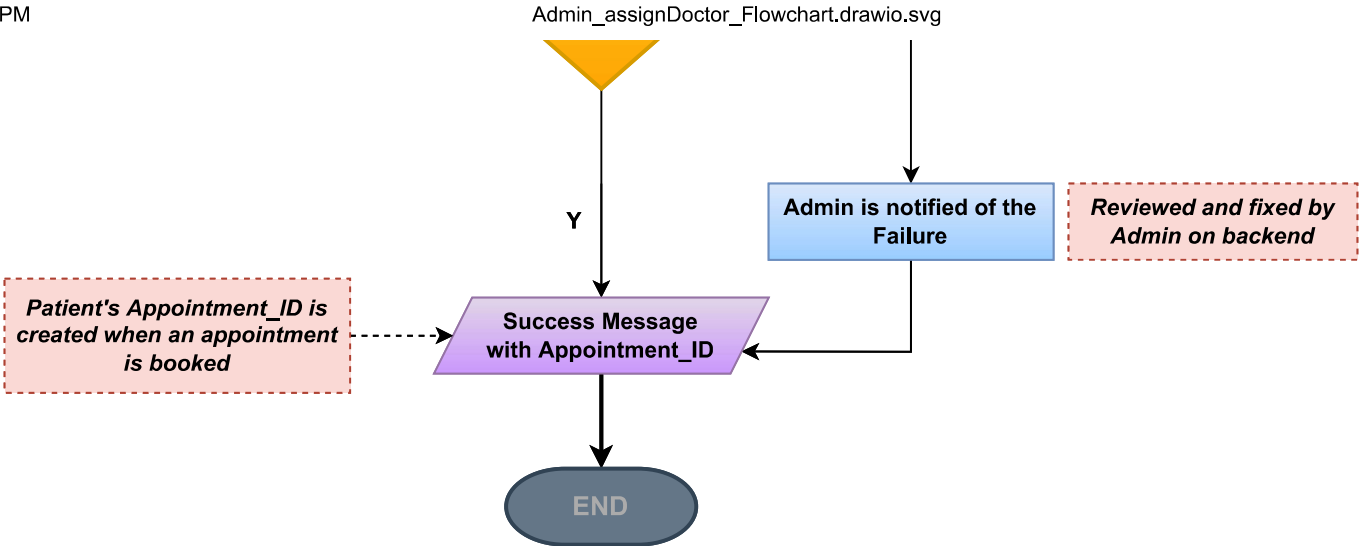 PM
Admin_assignDoctor_Flowchart.drawio.svg
Y
Admin is notified of the
Failure
Reviewed and fixed by
Admin on backend
Patient's Appointment_ID is
created when an appointment
is booked
Success Message
with Appointment_ID
END